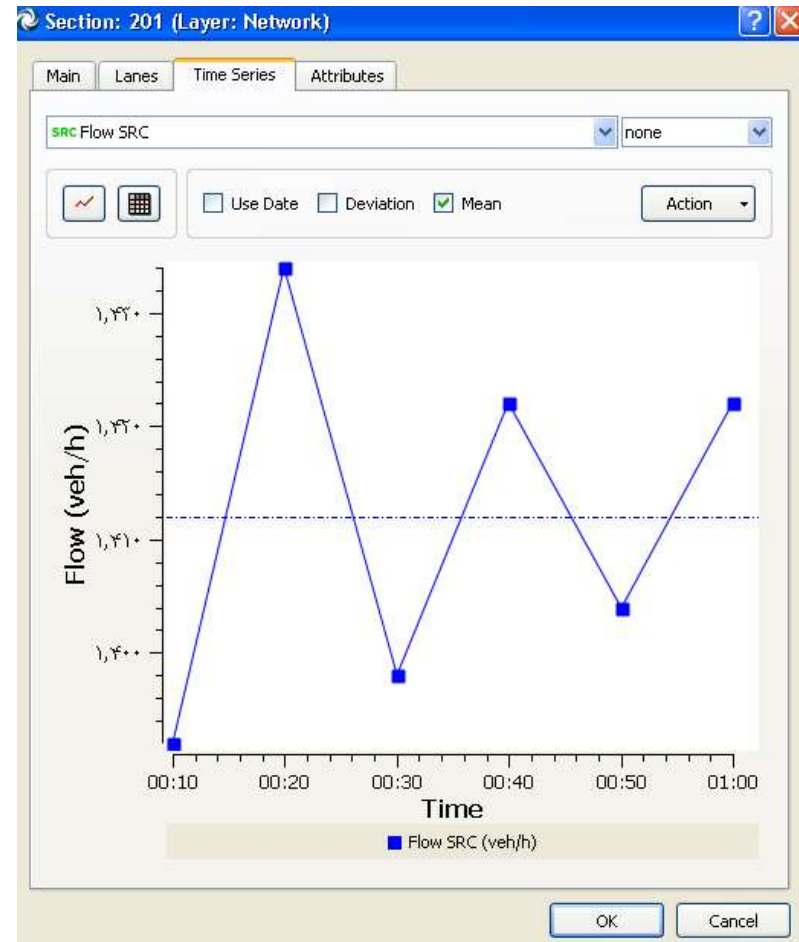 Section: 201 (Layer: Network)
Main Lanes Time Series Attributes
SRC Flow SRC none
Use Date Deviation Mean Action
۱,۴۳۰
۱,۴۲۰
۱,۴۱۰
۱,۴۰۰
Flow (veh/h)
00:10 00:20 00:30 00:40 00:50 01:00
Time
Flow SRC (veh/h)
OK Cancel